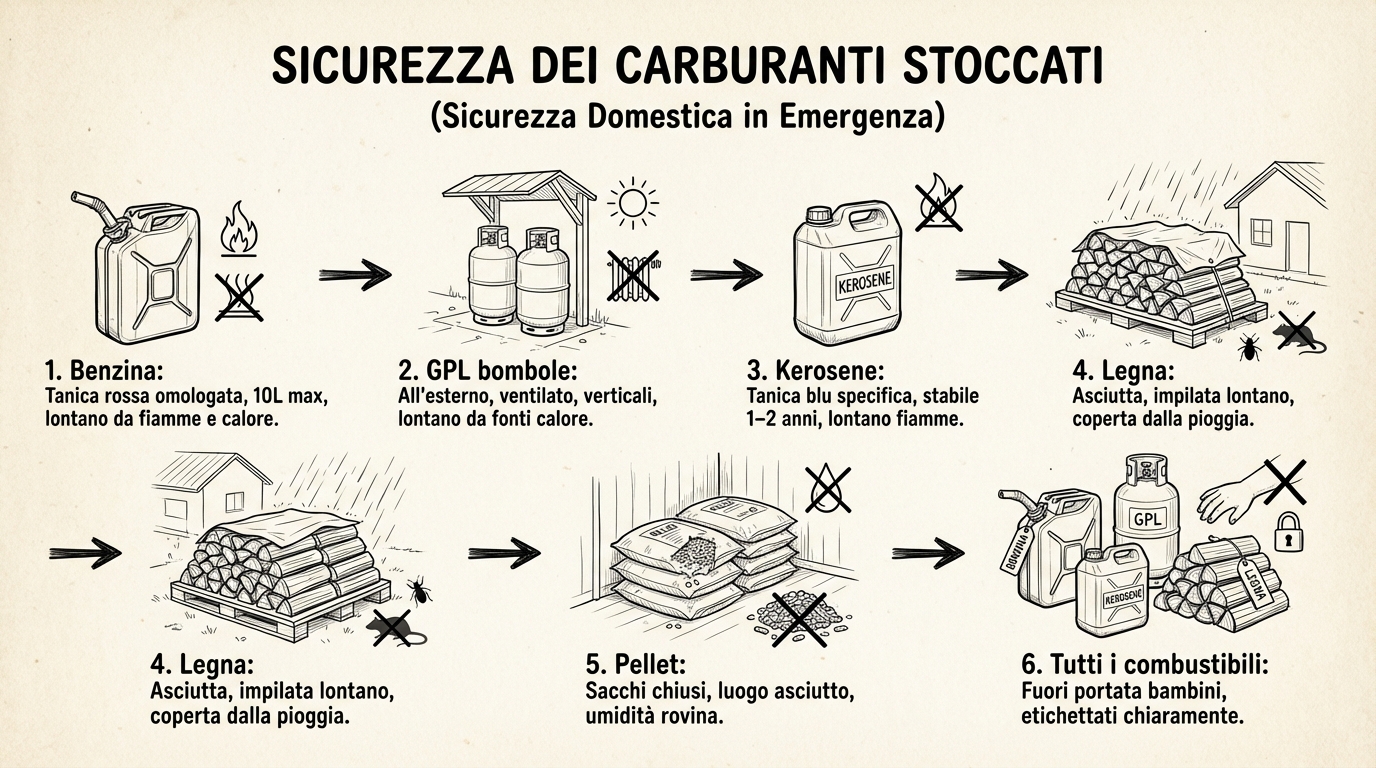 SICUREZZA DEI CARBURANTI STOCCATI
(Sicurezza Domestica in Emergenza)
KEROSENE
1. Benzina:
Tanica rossa omologata, 10L max,
lontano da fiamme e calore.
2. GPL bombole:
All'esterno, ventilato, verticali,
lontano da fonti calore.
3. Kerosene:
Tanica blu specifica, stabile
1–2 anni, lontano fiamme.
4. Legna:
Asciutta, impilata lontano,
coperta dalla pioggia.
GPL
KEROSENE
4. Legna:
Asciutta, impilata lontano,
coperta dalla pioggia.
5. Pellet:
Sacchi chiusi, luogo asciutto,
umidità rovina.
6. Tutti i combustibili:
Fuori portata bambini,
etichettati chiaramente.